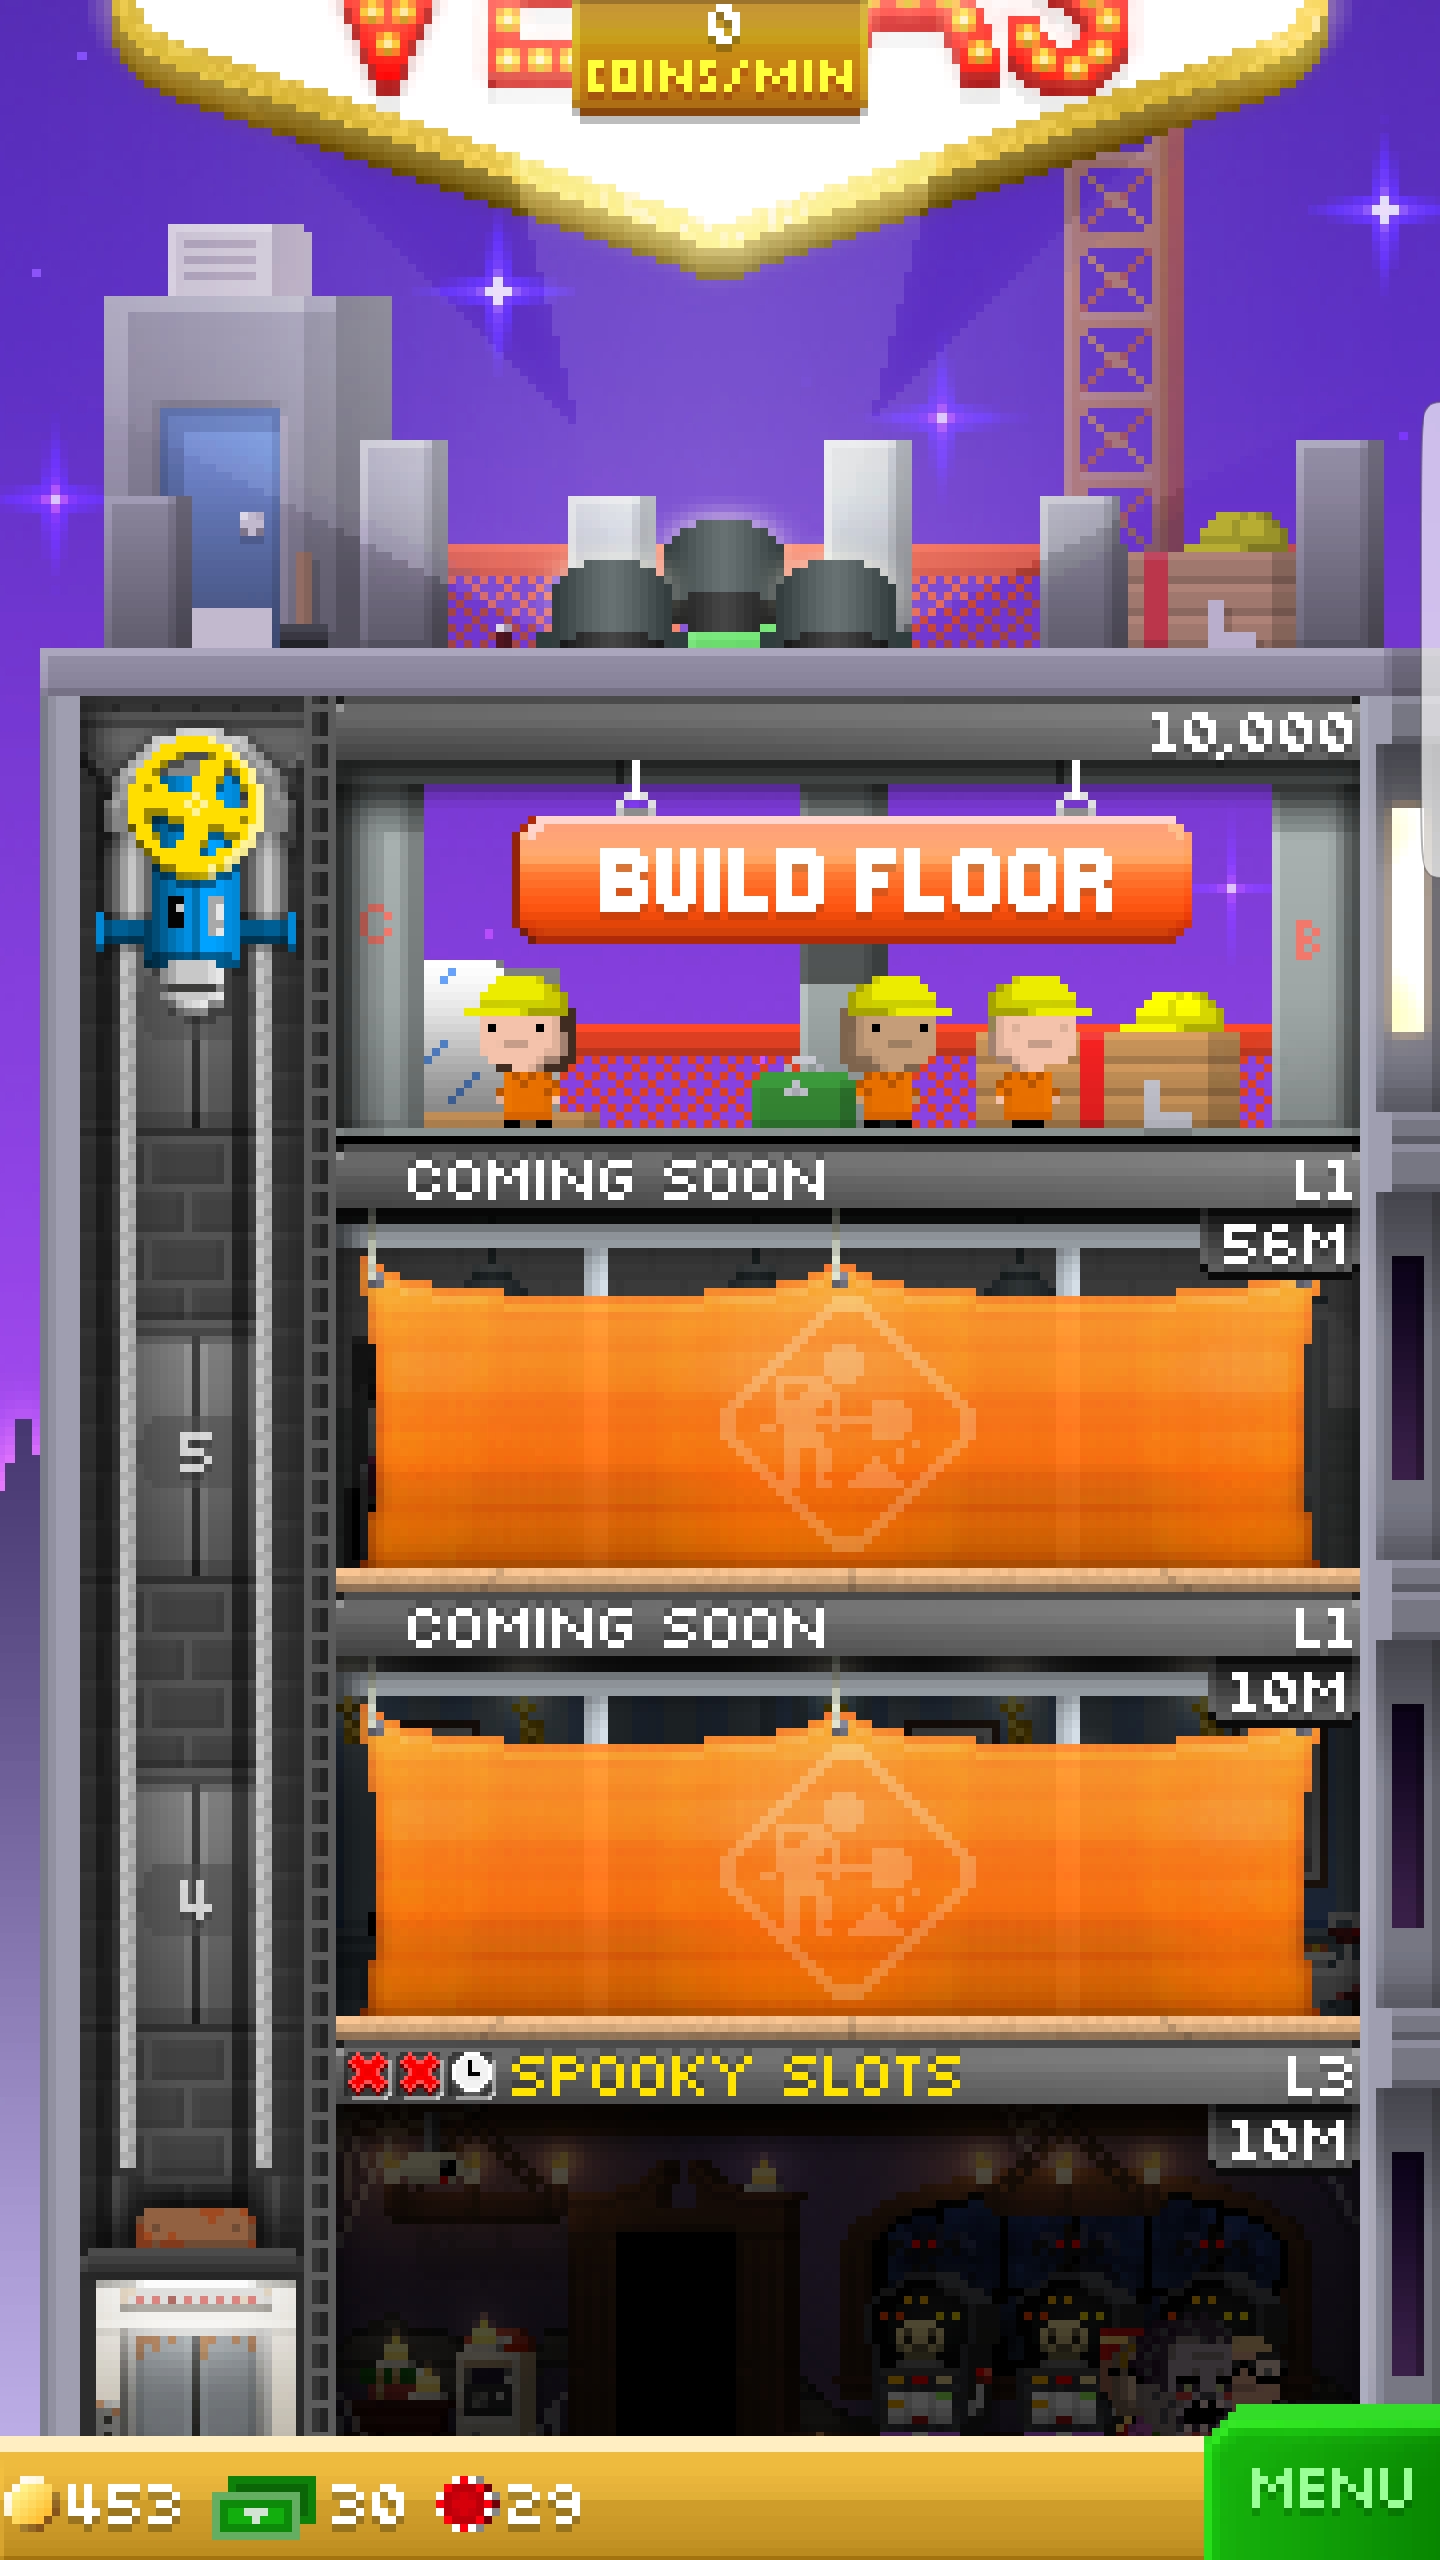 0
COINS/MIN
10,000
BUILD FLOOR
C
B
COMING SOON L1
56M
5
COMING SOON L1
10M
4
SPOOKY SLOTS L3
10M
453 30 29
MENU